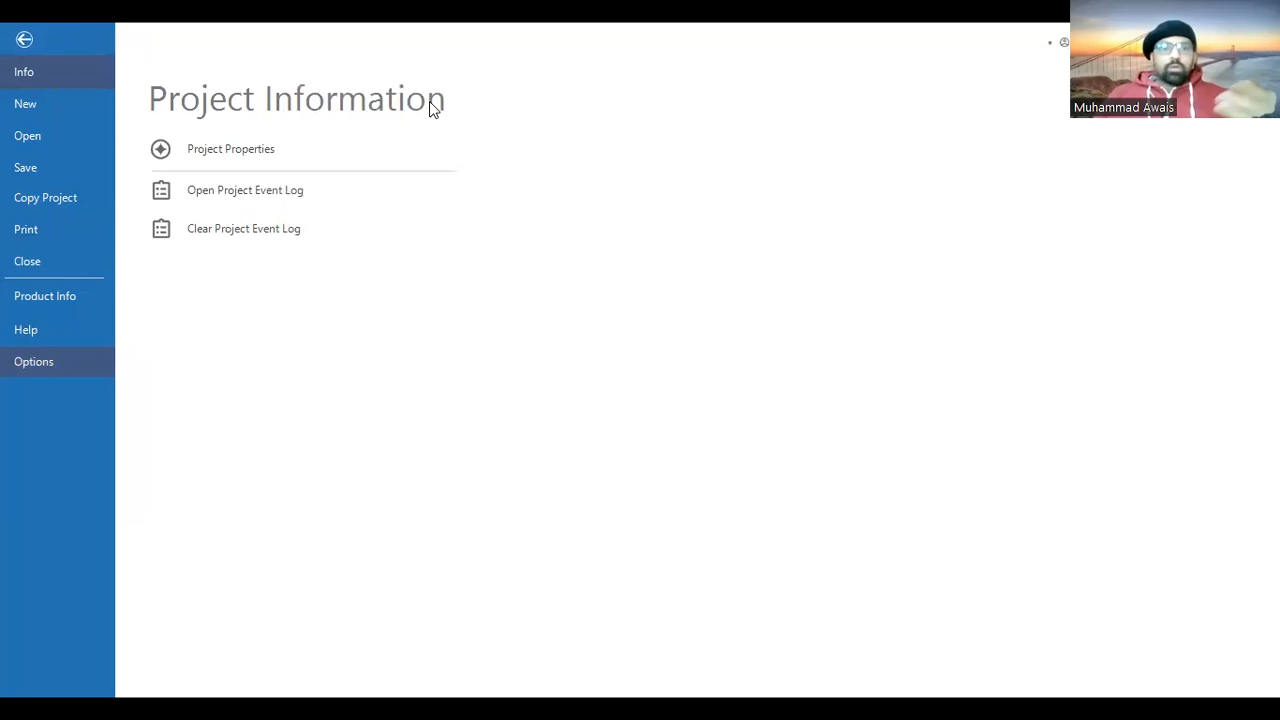 Info
New
Open
Save
Copy Project
Print
Close
Product Info
Help
Options
Project Information
Project Properties
Open Project Event Log
Clear Project Event Log
Muhammad Awais